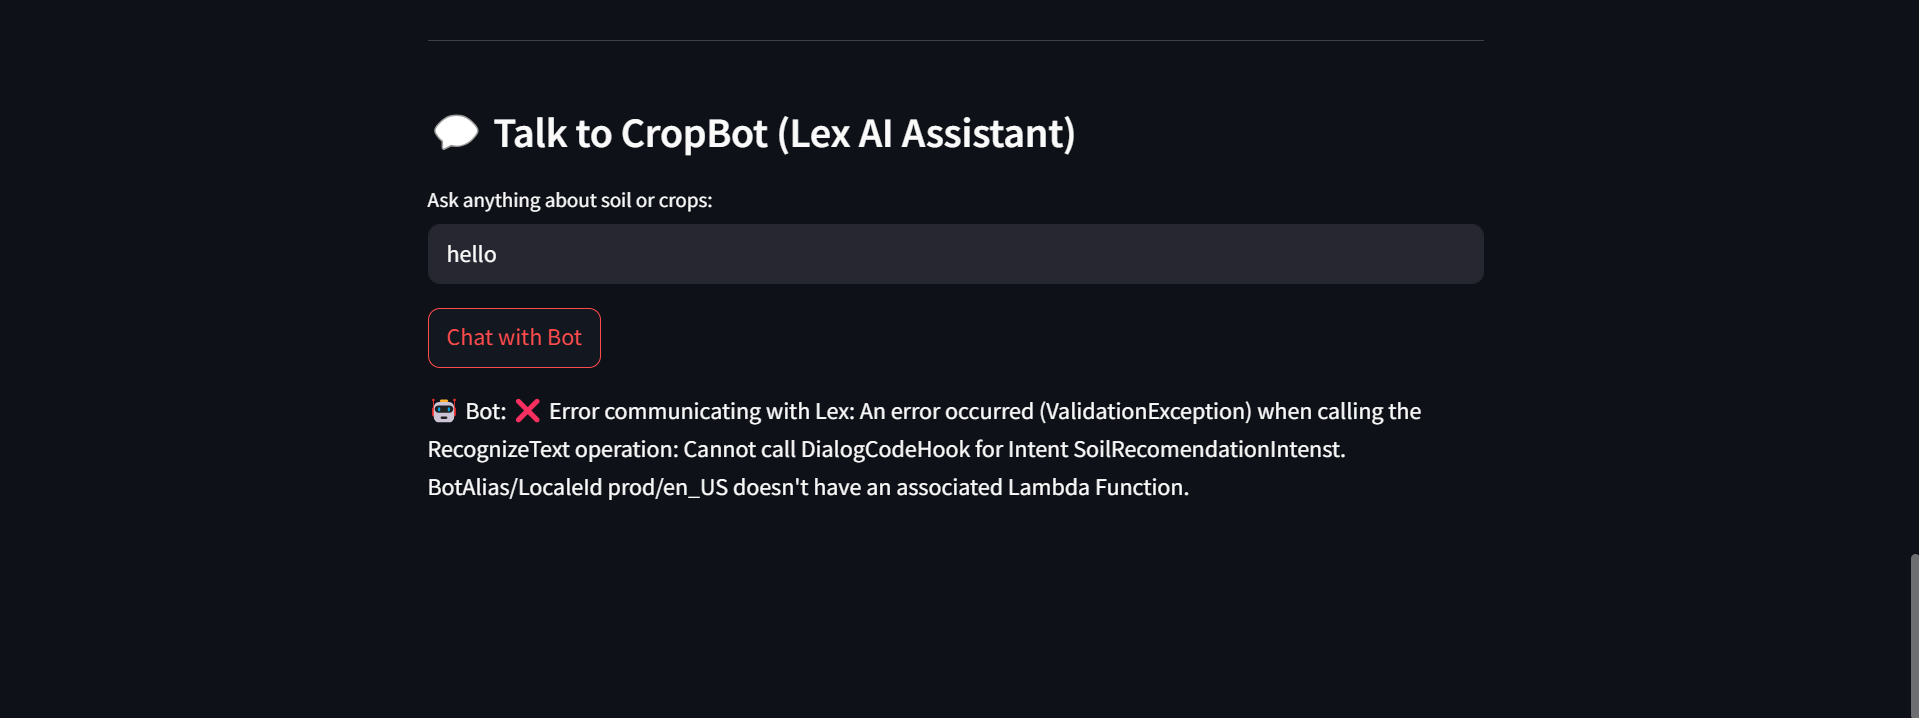 💬 Talk to CropBot (Lex AI Assistant)
Ask anything about soil or crops:
hello
Chat with Bot
🤖 Bot: ❌ Error communicating with Lex: An error occurred (ValidationException) when calling the
RecognizeText operation: Cannot call DialogCodeHook for Intent SoilRecomendationIntenst.
BotAlias/LocaleId prod/en_US doesn't have an associated Lambda Function.